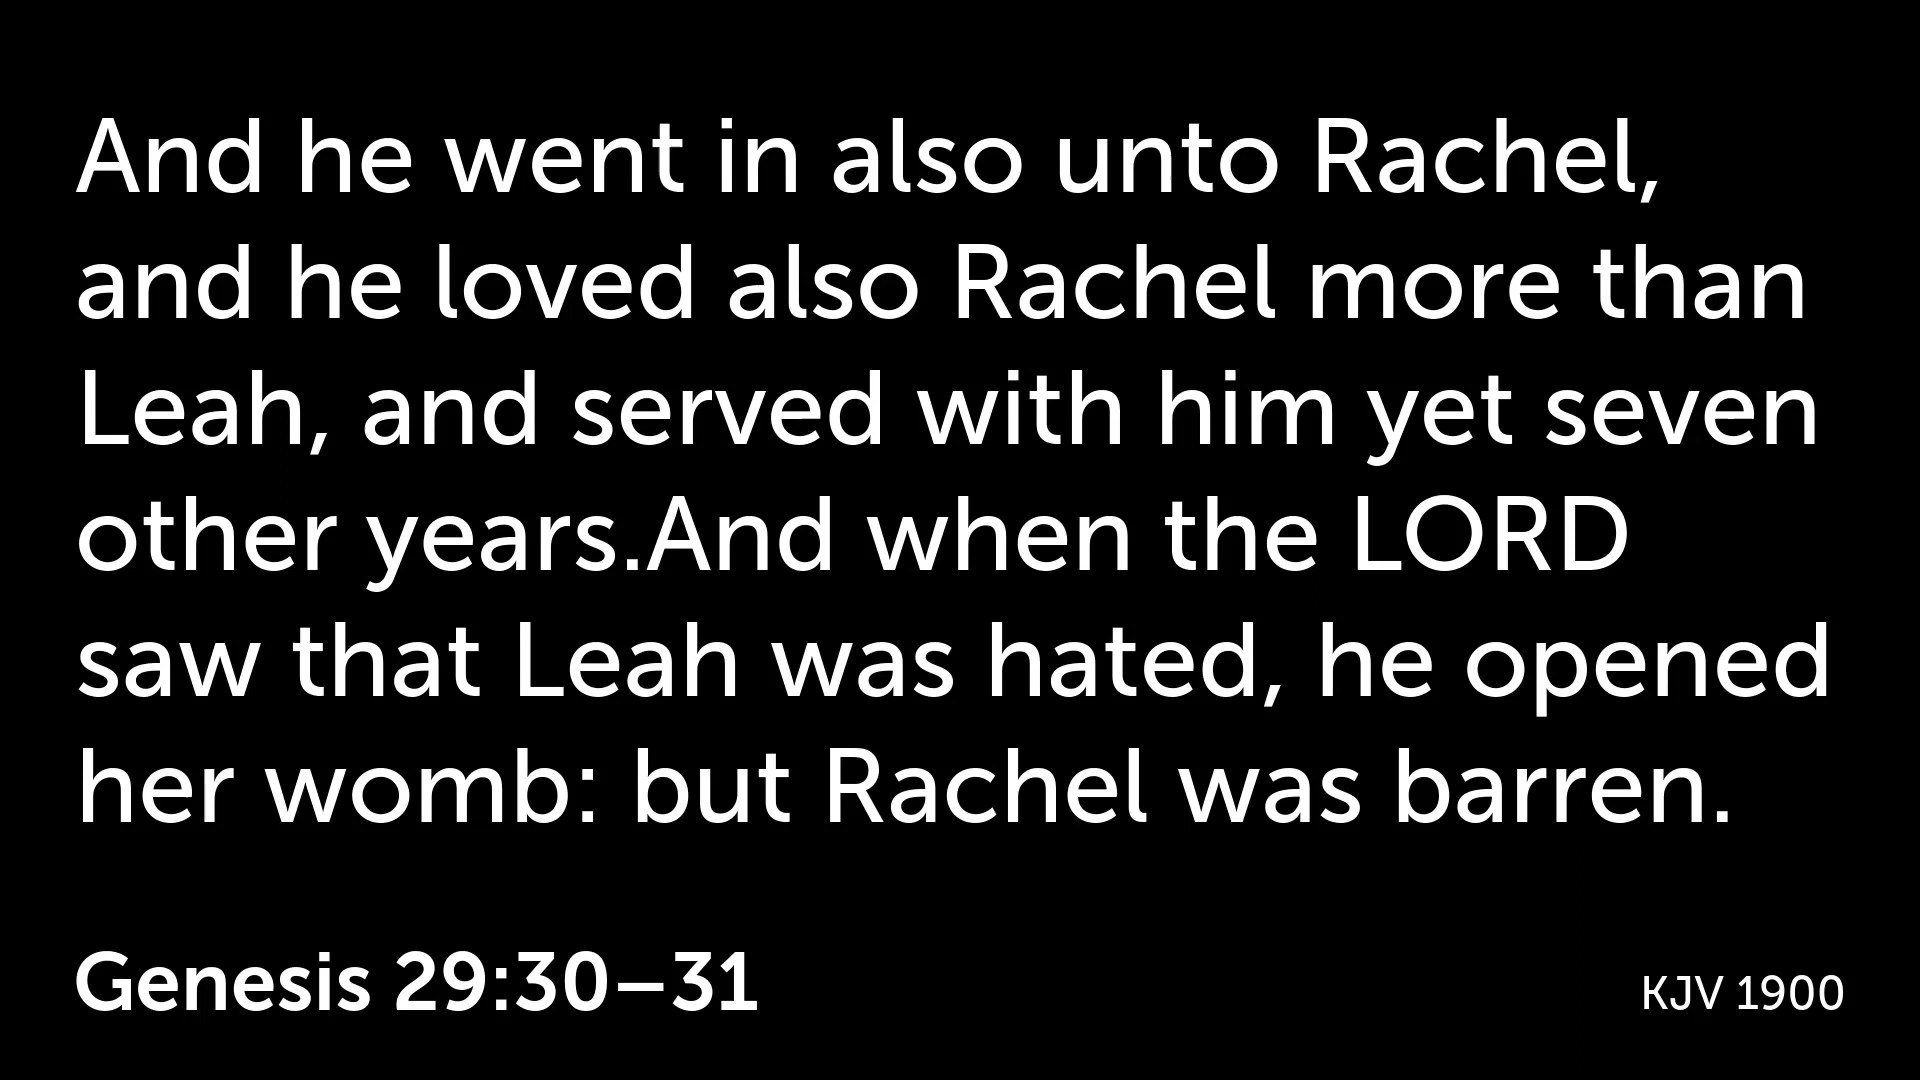 And he went in also unto Rachel,
and he loved also Rachel more than
Leah, and served with him yet seven
other years.And when the LORD
saw that Leah was hated, he opened
her womb: but Rachel was barren.
Genesis 29:30–31
KJV 1900